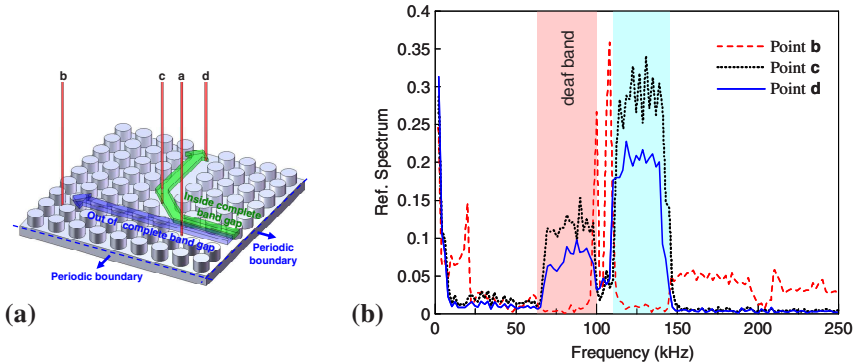 b
c
a
d
Inside complete
band gap
Out of complete band gap
Periodic
boundary
Periodic boundary
(a)
Ref. Spectrum
0.4
0.35
0.3
0.25
0.2
0.15
0.1
0.05
0
deaf band
Point b
Point c
Point d
0
50
100
150
200
250
Frequency (kHz)
(b)